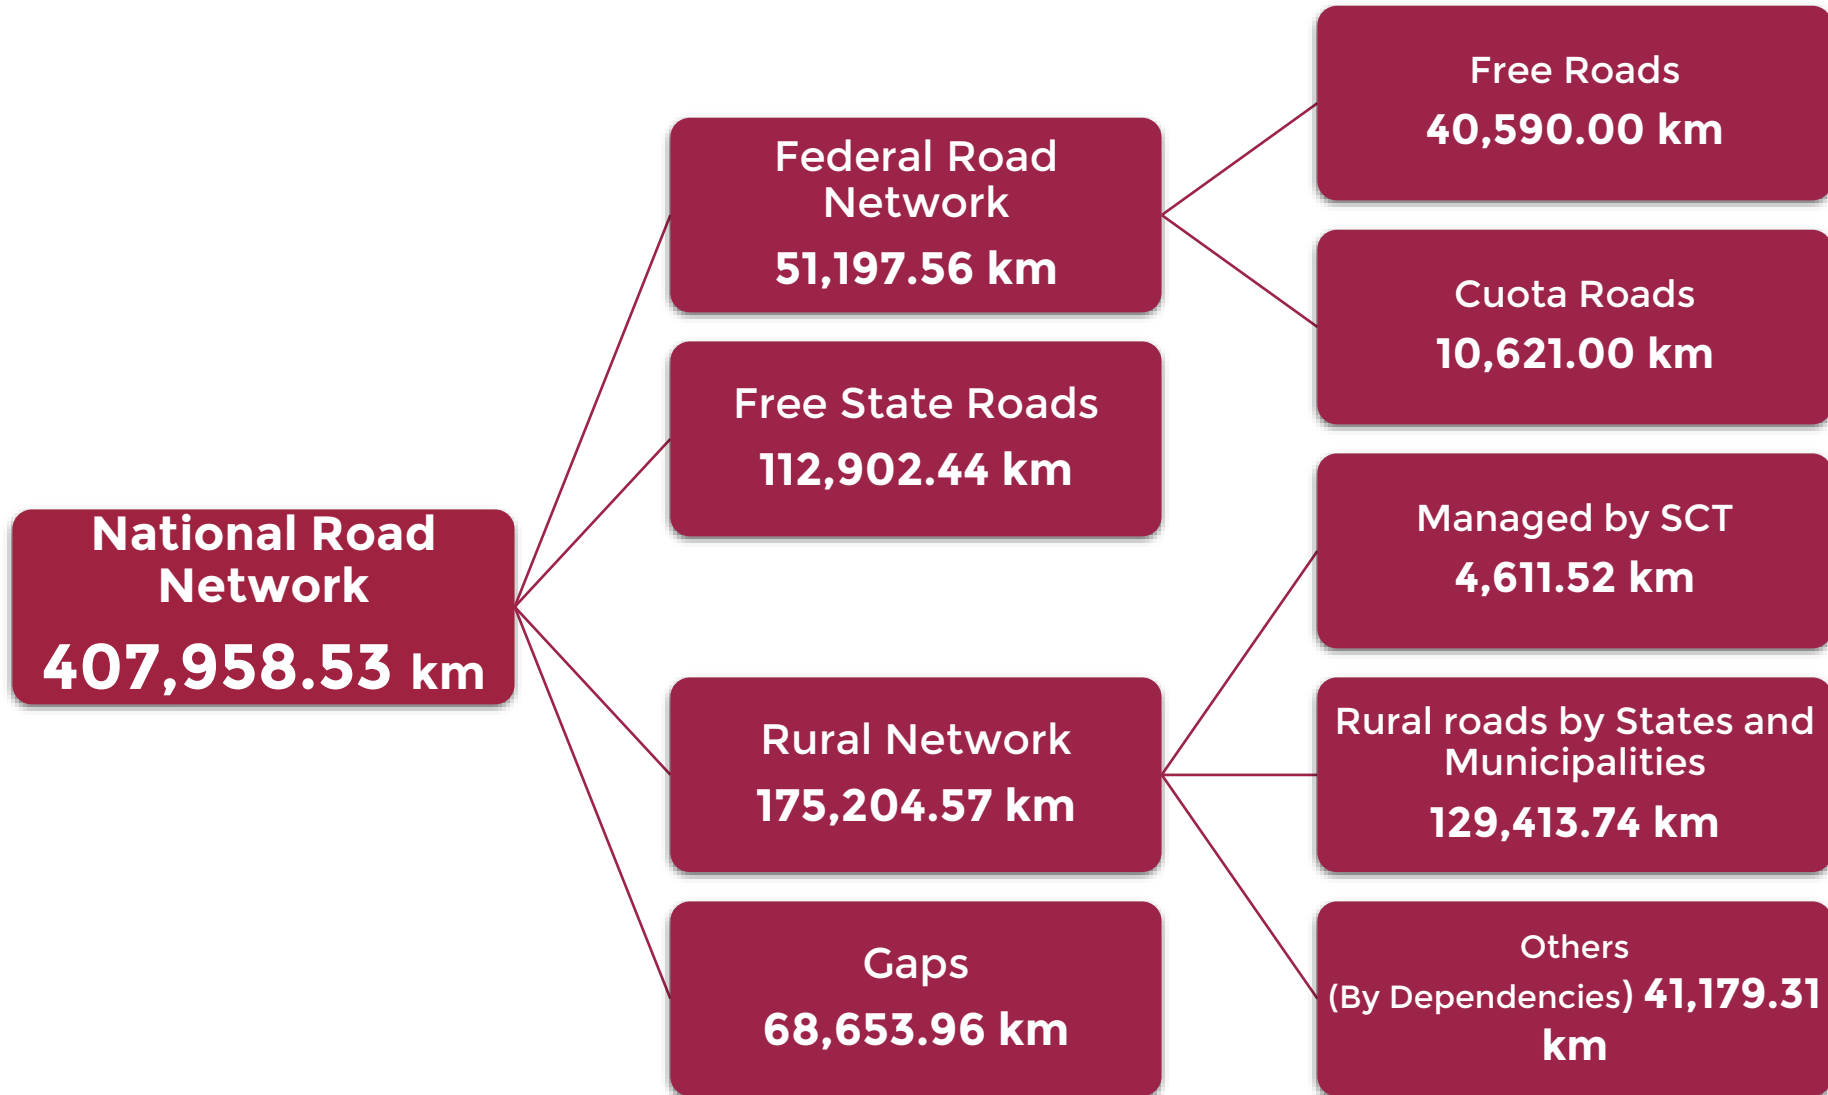 National Road
Network
407,958.53 km
Federal Road
Network
51,197.56 km
Free State Roads
112,902.44 km
Rural Network
175,204.57 km
Gaps
68,653.96 km
Free Roads
40,590.00 km
Cuota Roads
10,621.00 km
Managed by SCT
4,611.52 km
Rural roads by States and
Municipalities
129,413.74 km
Others
(By Dependencies) 41,179.31
km